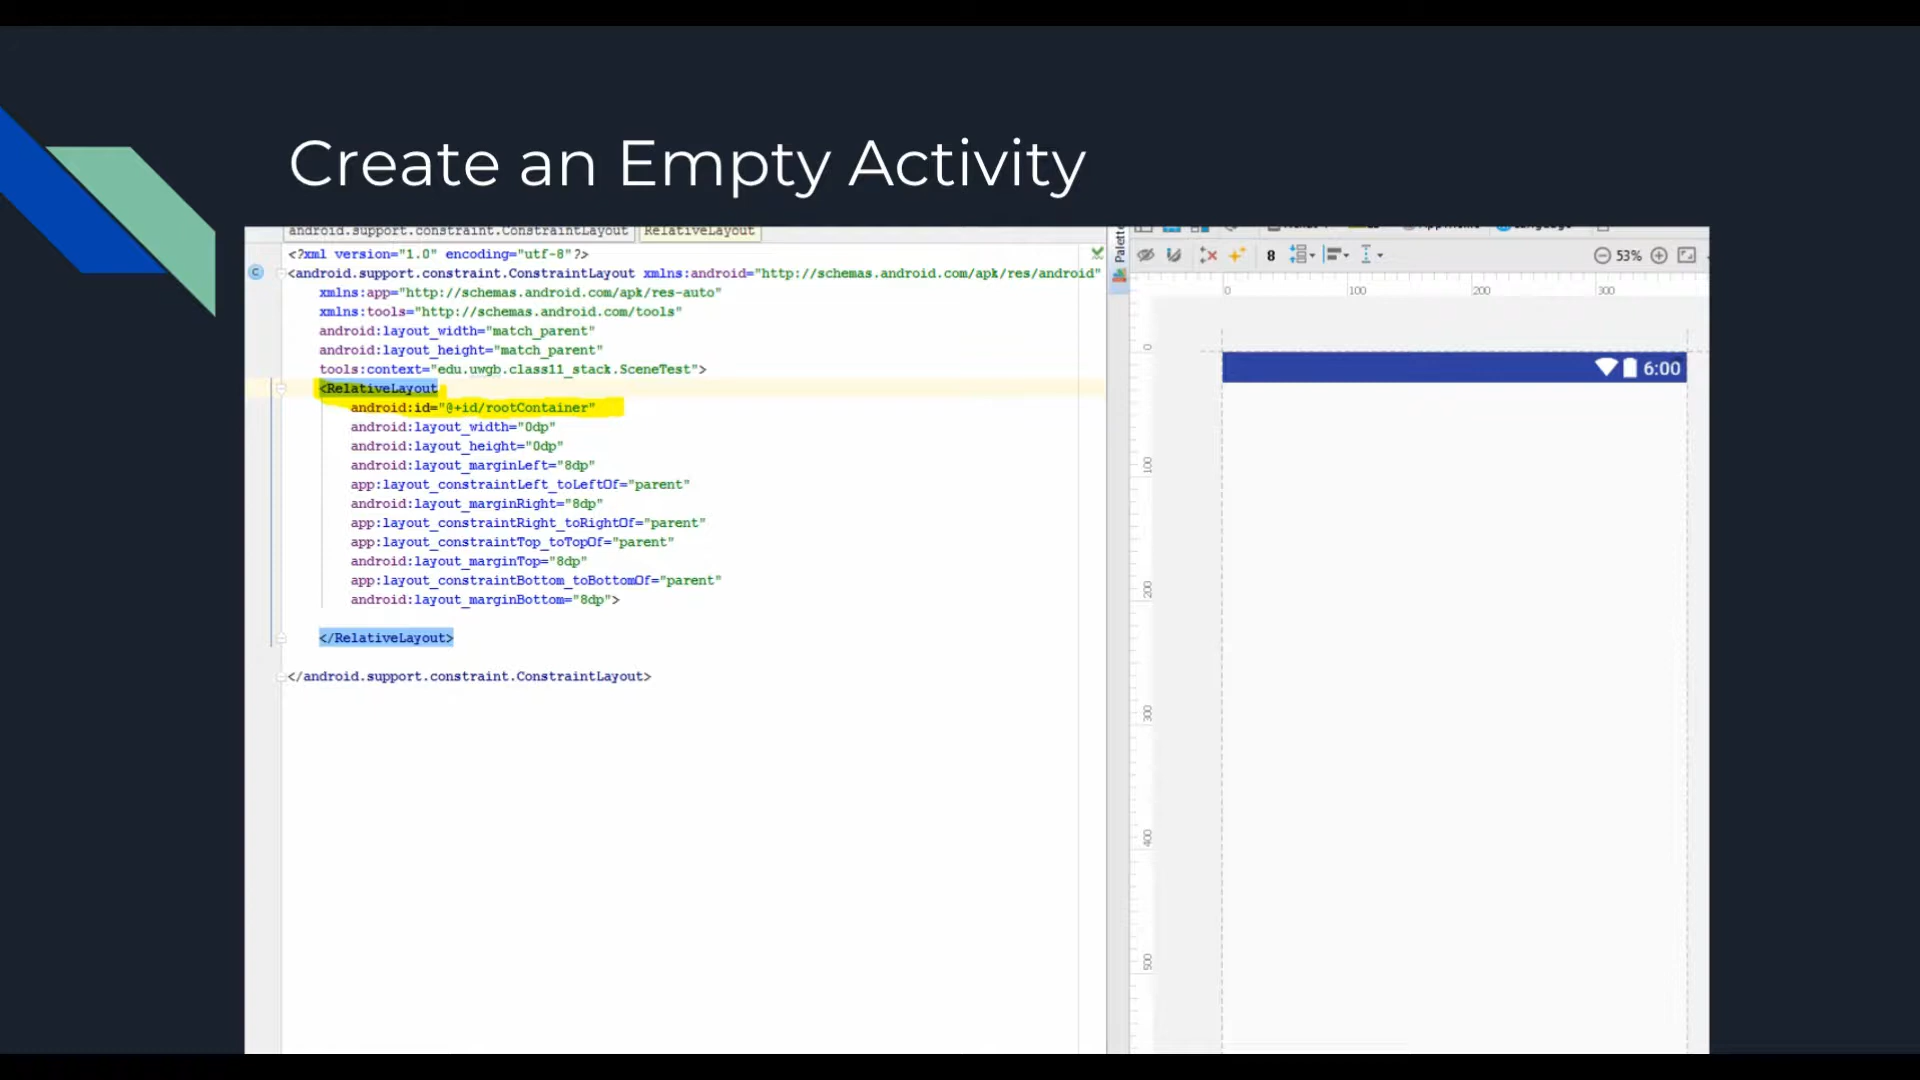 Create an Empty Activity
android.support.constraint.ConstraintLayout RelativeLayout
<?xml version="1.0" encoding="utf-8"?>
<android.support.constraint.ConstraintLayout xmlns:android="http://schemas.android.com/apk/res/android"
xmlns:app="http://schemas.android.com/apk/res-auto"
xmlns:tools="http://schemas.android.com/tools"
android:layout_width="match_parent"
android:layout_height="match_parent"
tools:context="edu.uwgb.class11_stack.SceneTest">
<RelativeLayout
android:id="@+id/rootContainer"
android:layout_width="0dp"
android:layout_height="0dp"
android:layout_marginLeft="8dp"
app:layout_constraintLeft_toLeftOf="parent"
android:layout_marginRight="8dp"
app:layout_constraintRight_toRightOf="parent"
app:layout_constraintTop_toTopOf="parent"
android:layout_marginTop="8dp"
app:layout_constraintBottom_toBottomOf="parent"
android:layout_marginBottom="8dp">
</RelativeLayout>
</android.support.constraint.ConstraintLayout>
Palette
8 53%
0 100 200 300
6:00
0
100
200
300
400
500